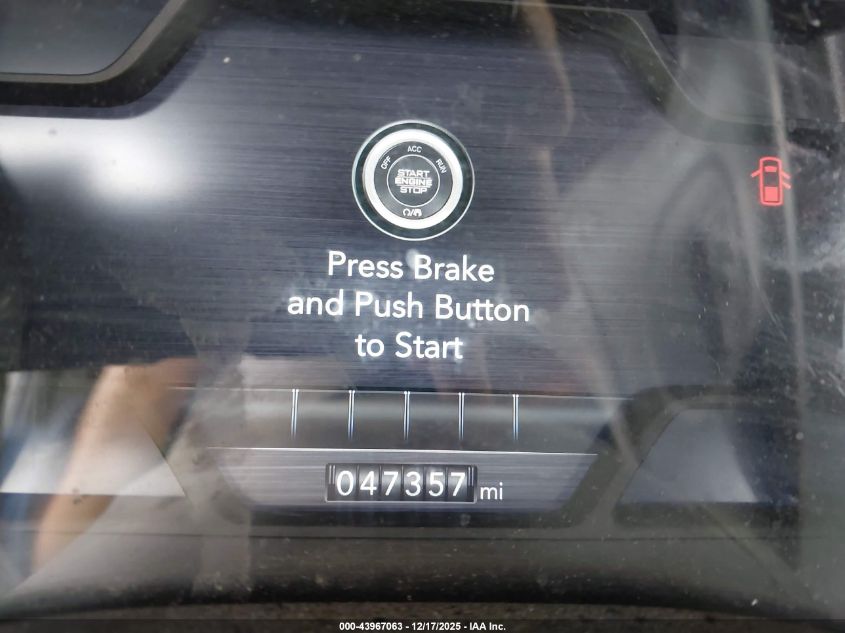 OFF ACC RUN
START
ENGINE
STOP
Press Brake
and Push Button
to Start
047357 mi
000-43967063 - 12/17/2025 - IAA Inc.